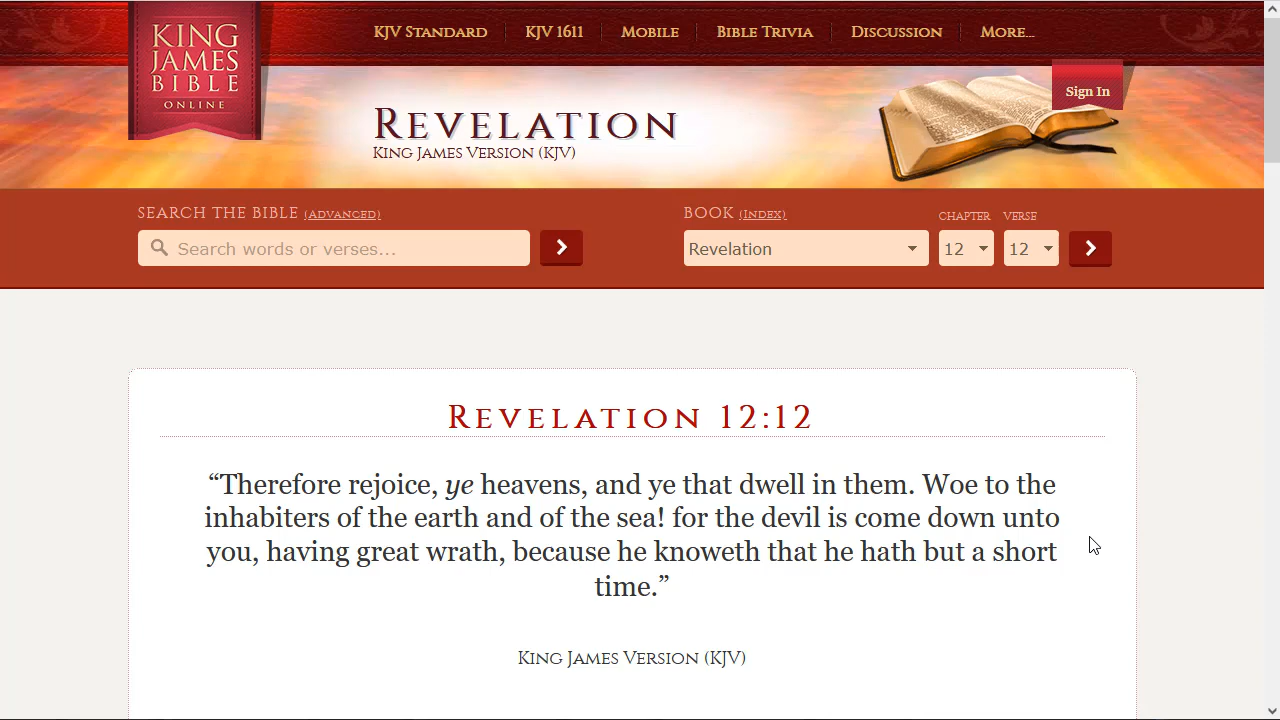 KING
JAMES
BIBLE
ONLINE
KJV Standard
KJV 1611
Mobile
Bible Trivia
Discussion
More...
Sign In
Revelation
King James Version (KJV)
SEARCH THE BIBLE (Advanced)
Search words or verses...
BOOK (Index)
CHAPTER
VERSE
Revelation
12
12
Revelation 12:12
“Therefore rejoice, ye heavens, and ye that dwell in them. Woe to the
inhabiters of the earth and of the sea! for the devil is come down unto
you, having great wrath, because he knoweth that he hath but a short
time.”
King James Version (KJV)